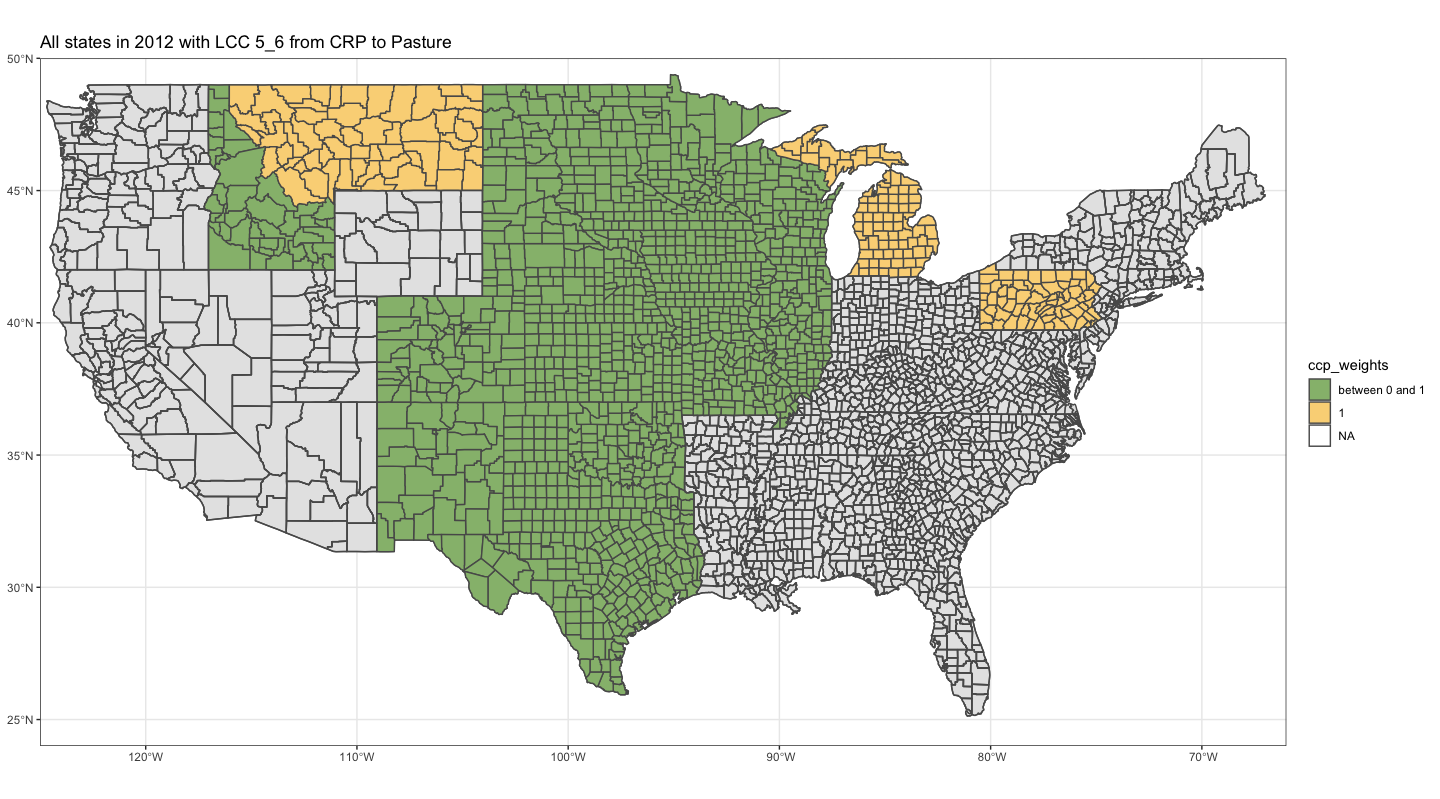 All states in 2012 with LCC 5_6 from CRP to Pasture
50°N
45°N
40°N
35°N
30°N
25°N
120°W
110°W
100°W
90°W
80°W
70°W
ccp_weights
between 0 and 1
1
NA